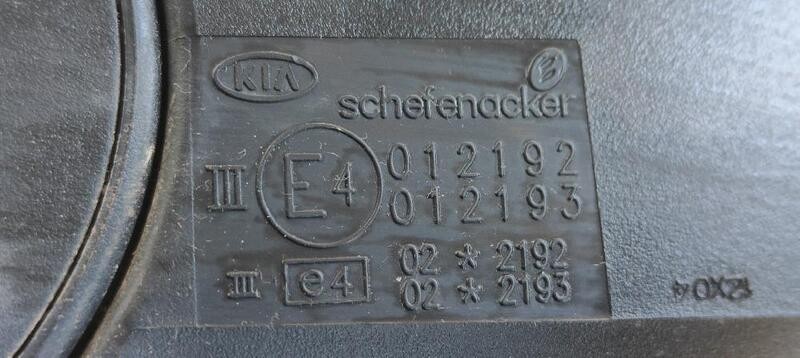 KIA
schefenacker
III E4 012192
012193
III e4 02 * 2192
02 * 2193